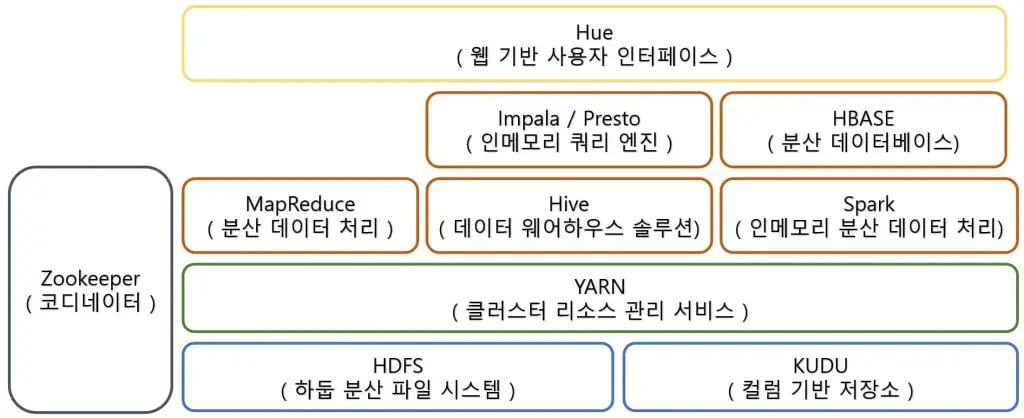 Hue
( 웹 기반 사용자 인터페이스 )
Impala / Presto
( 인메모리 쿼리 엔진 )
HBASE
( 분산 데이터베이스)
Zookeeper
( 코디네이터 )
MapReduce
( 분산 데이터 처리 )
Hive
( 데이터 웨어하우스 솔루션)
Spark
( 인메모리 분산 데이터 처리)
YARN
( 클러스터 리소스 관리 서비스 )
HDFS
( 하둡 분산 파일 시스템 )
KUDU
( 컬럼 기반 저장소 )